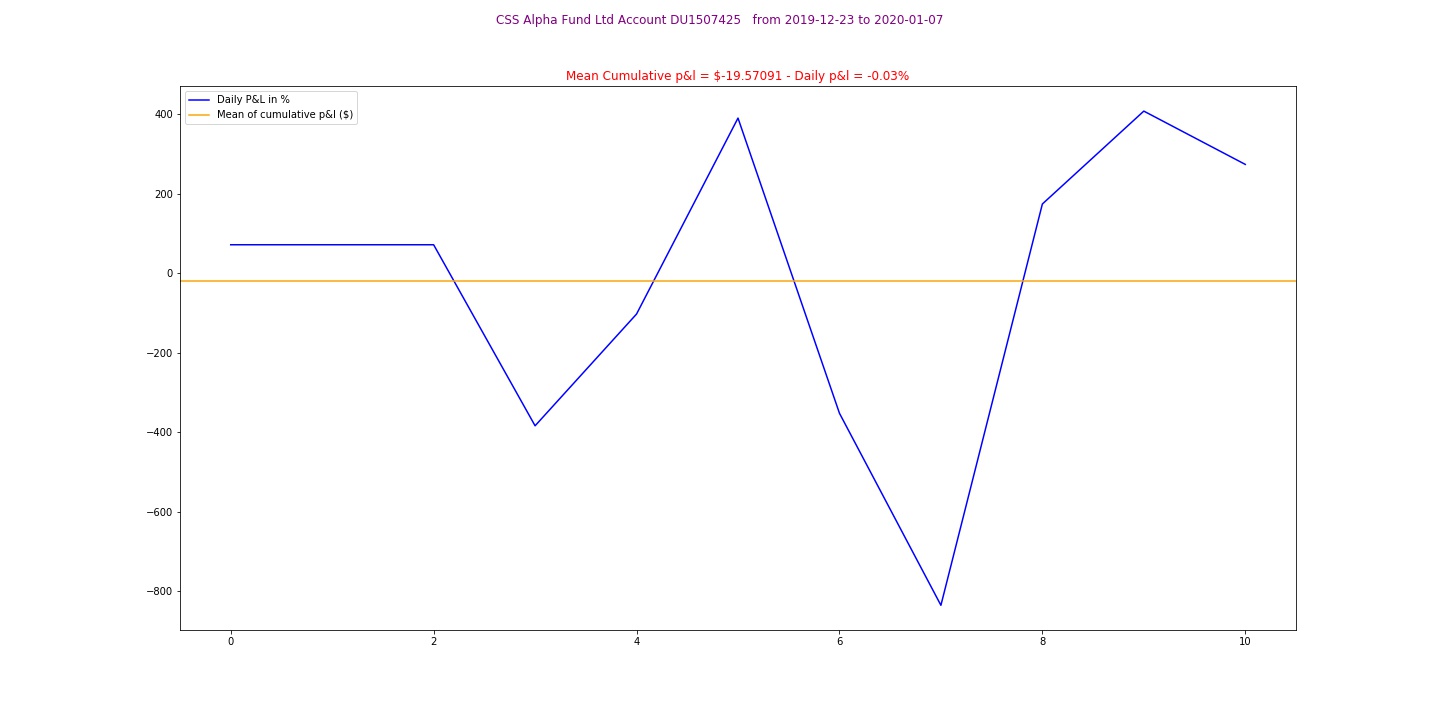 CSS Alpha Fund Ltd Account DU1507425   from 2019-12-23 to 2020-01-07
Mean Cumulative p&l = $-19.57091 - Daily p&l = -0.03%
Daily P&L in %
Mean of cumulative p&l ($)
400
200
0
−200
−400
−600
−800
0 2 4 6 8 10